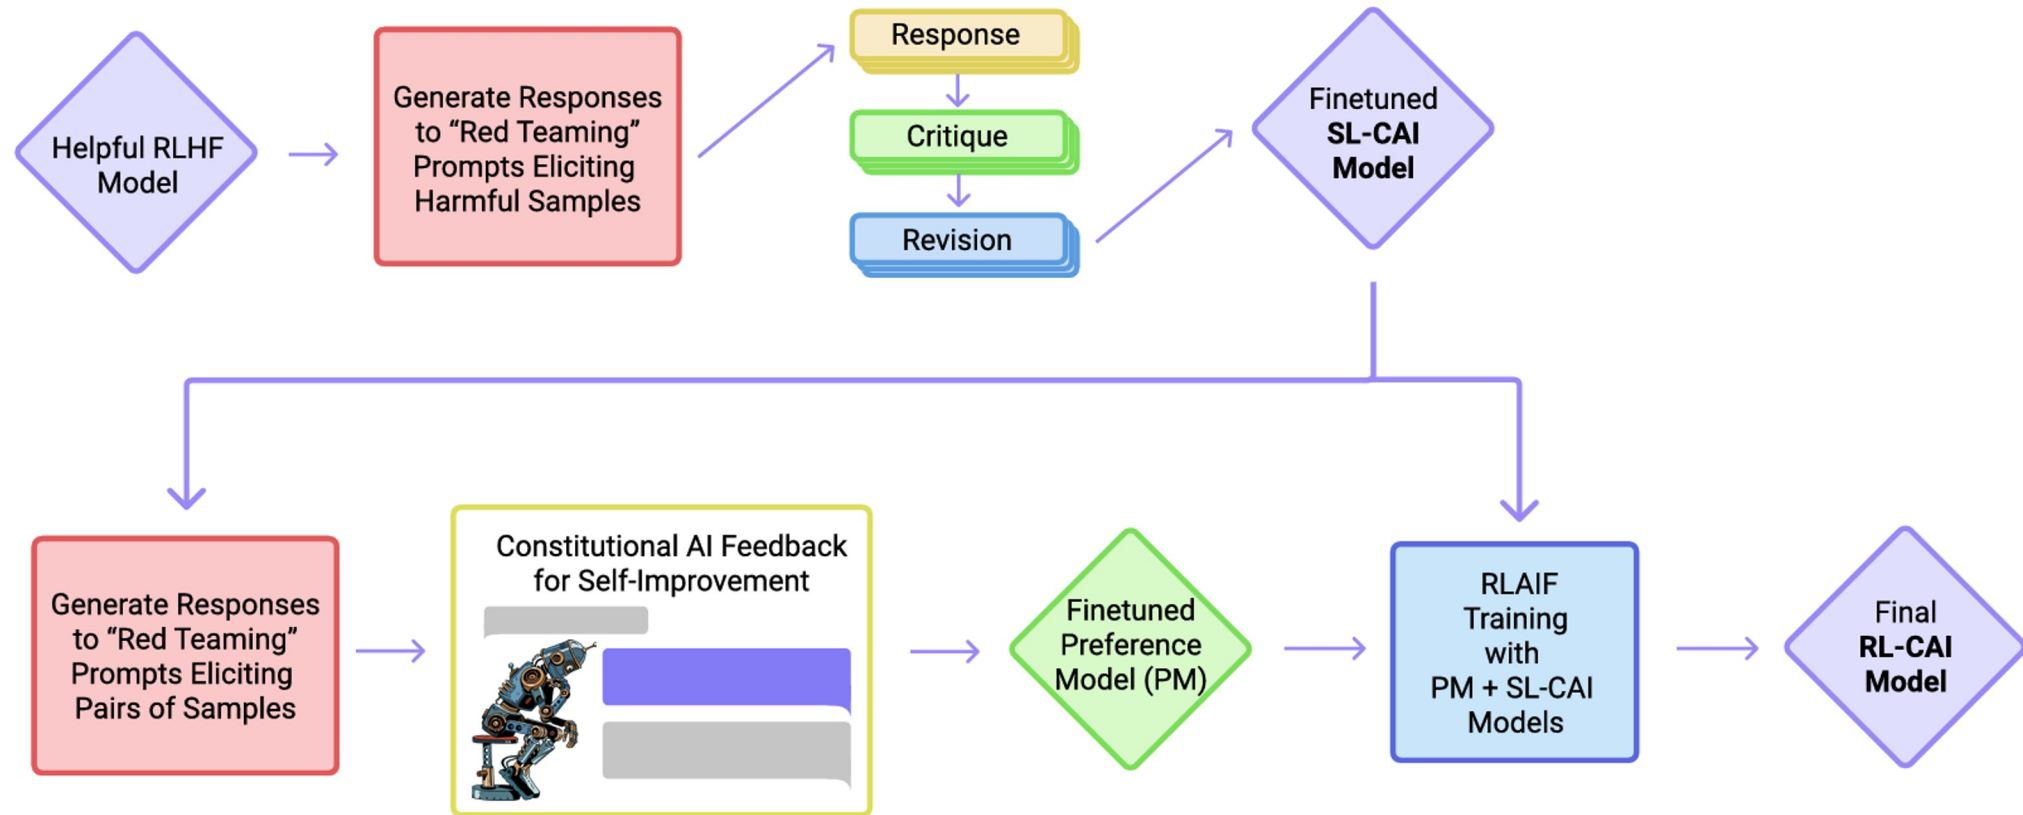 Helpful RLHF
Model
Generate Responses
to “Red Teaming”
Prompts Eliciting
Harmful Samples
Response
Critique
Revision
Finetuned
SL-CAI
Model
Generate Responses
to “Red Teaming”
Prompts Eliciting
Pairs of Samples
Constitutional AI Feedback
for Self-Improvement
Finetuned
Preference
Model (PM)
RLAIF
Training
with
PM + SL-CAI
Models
Final
RL-CAI
Model